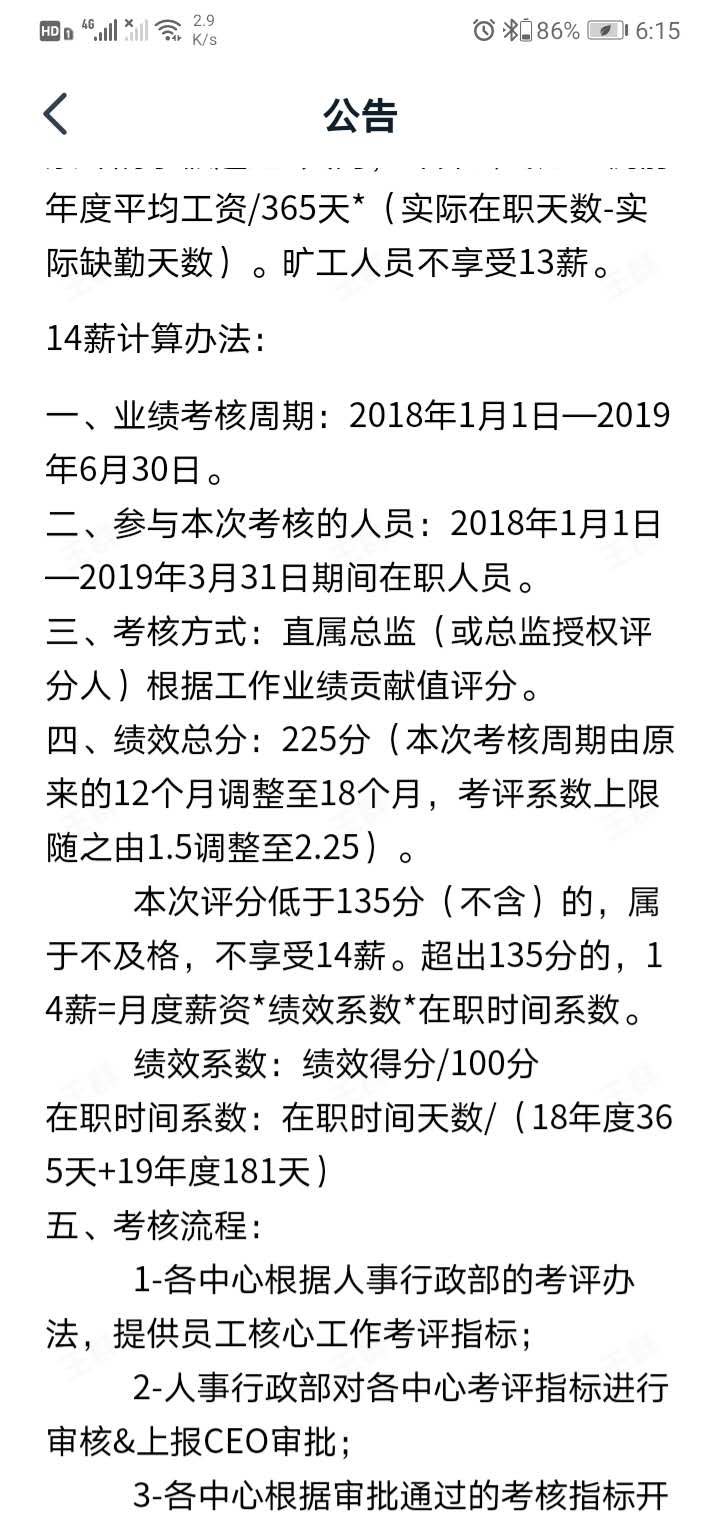 HD 1 4G 2.9 K/s 86% 6:15
公告
年度平均工资/365天*（实际在职天数-实
际缺勤天数）。旷工人员不享受13薪。
14薪计算办法：
一、业绩考核周期：2018年1月1日—2019
年6月30日。
二、参与本次考核的人员：2018年1月1日
—2019年3月31日期间在职人员。
三、考核方式：直属总监（或总监授权评
分人）根据工作业绩贡献值评分。
四、绩效总分：225分（本次考核周期由原
来的12个月调整至18个月，考评系数上限
随之由1.5调整至2.25）。
本次评分低于135分（不含）的，属
于不及格，不享受14薪。超出135分的，1
4薪=月度薪资*绩效系数*在职时间系数。
绩效系数：绩效得分/100分
在职时间系数：在职时间天数/（18年度36
5天+19年度181天）
五、考核流程：
1-各中心根据人事行政部的考评办
法，提供员工核心工作考评指标；
2-人事行政部对各中心考评指标进行
审核&上报CEO审批；
3-各中心根据审批通过的考核指标开